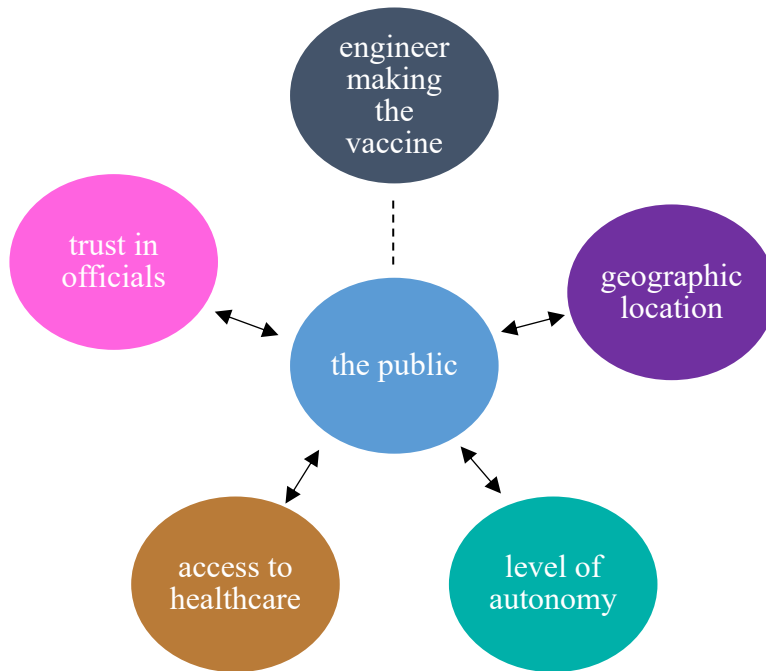 engineer
making
the
vaccine
trust in
officials
geographic
location
the public
access to
healthcare
level of
autonomy